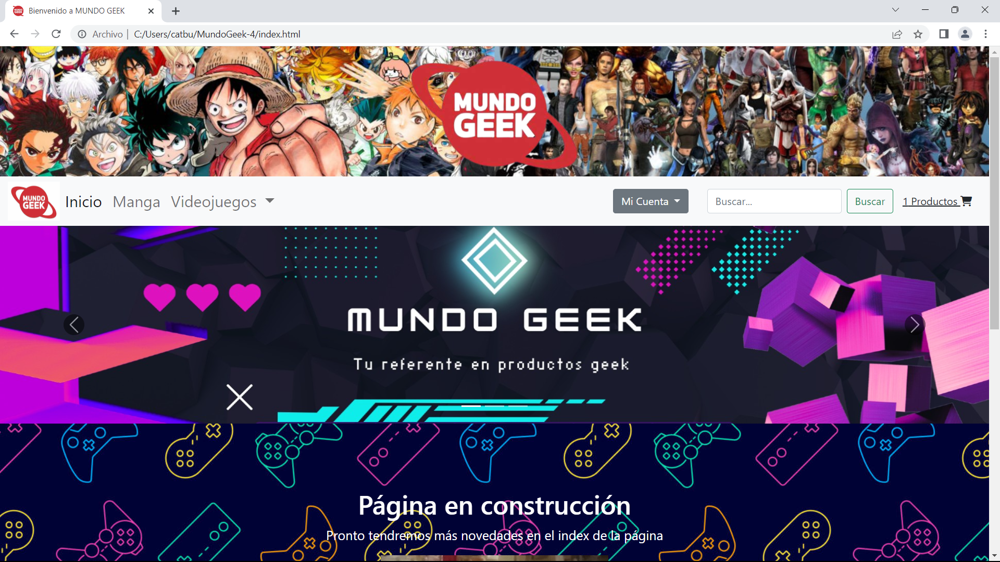 Bienvenido a MUNDO GEEK
Archivo
C:/Users/catbu/MundoGeek-4/index.html
MUNDO
GEEK
MUNDO
GEEK
Inicio
Manga
Videojuegos
Mi Cuenta
Buscar...
Buscar
1 Productos
MUNDO GEEK
Tu referente en productos geek
Página en construcción
Pronto tendremos más novedades en el index de la página